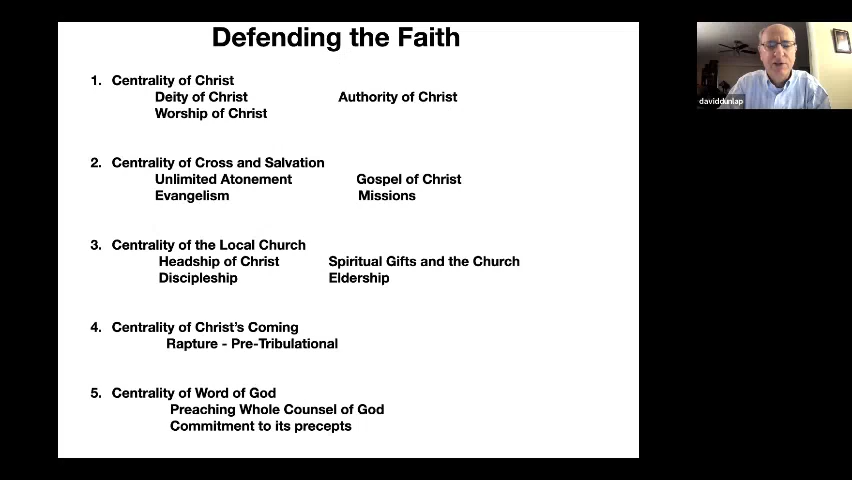 Defending the Faith
1. Centrality of Christ
Deity of Christ Authority of Christ
Worship of Christ
2. Centrality of Cross and Salvation
Unlimited Atonement Gospel of Christ
Evangelism Missions
3. Centrality of the Local Church
Headship of Christ Spiritual Gifts and the Church
Discipleship Eldership
4. Centrality of Christ's Coming
Rapture - Pre-Tribulational
5. Centrality of Word of God
Preaching Whole Counsel of God
Commitment to its precepts
daviddunlap